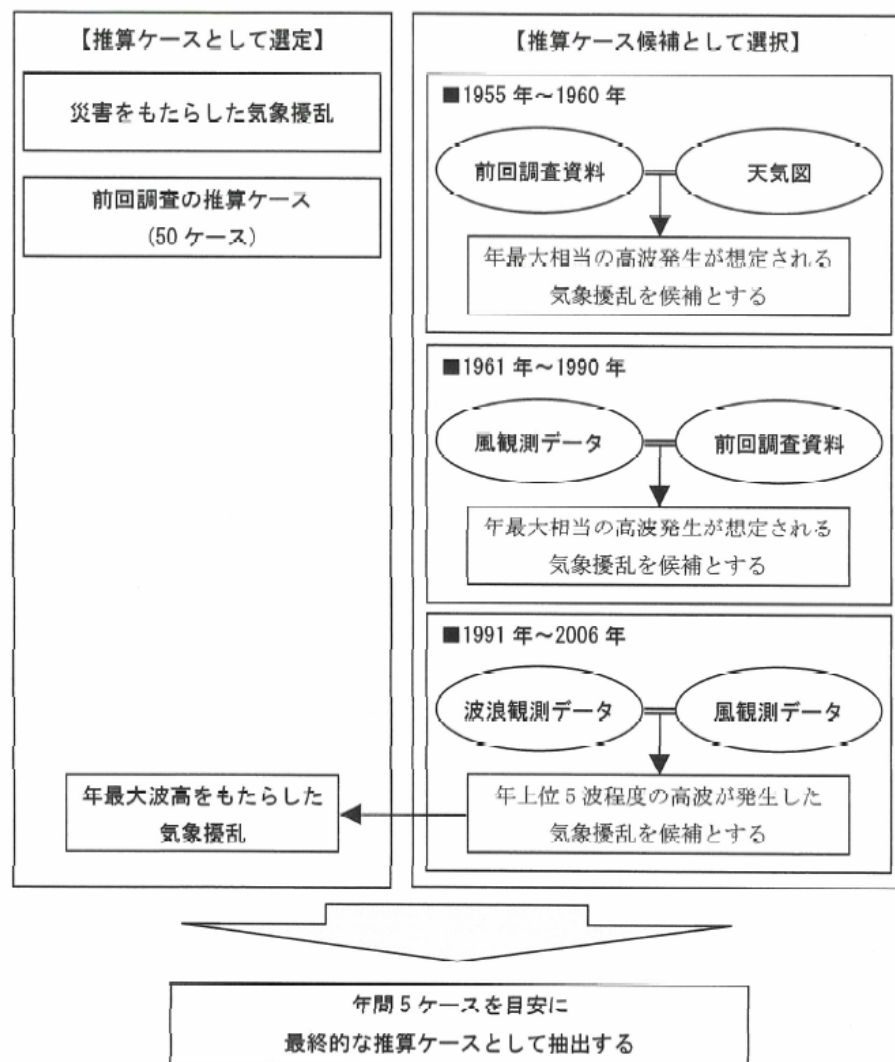 【推算ケースとして選定】
災害をもたらした気象擾乱
前回調査の推算ケース
(50 ケース)
年最大波高をもたらした
気象擾乱
【推算ケース候補として選択】
■1955 年～1960 年
前回調査資料
天気図
年最大相当の高波発生が想定される
気象擾乱を候補とする
■1961 年～1990 年
風観測データ
前回調査資料
年最大相当の高波発生が想定される
気象擾乱を候補とする
■1991 年～2006 年
波浪観測データ
風観測データ
年上位 5 波程度の高波が発生した
気象擾乱を候補とする
年間 5 ケースを目安に
最終的な推算ケースとして抽出する